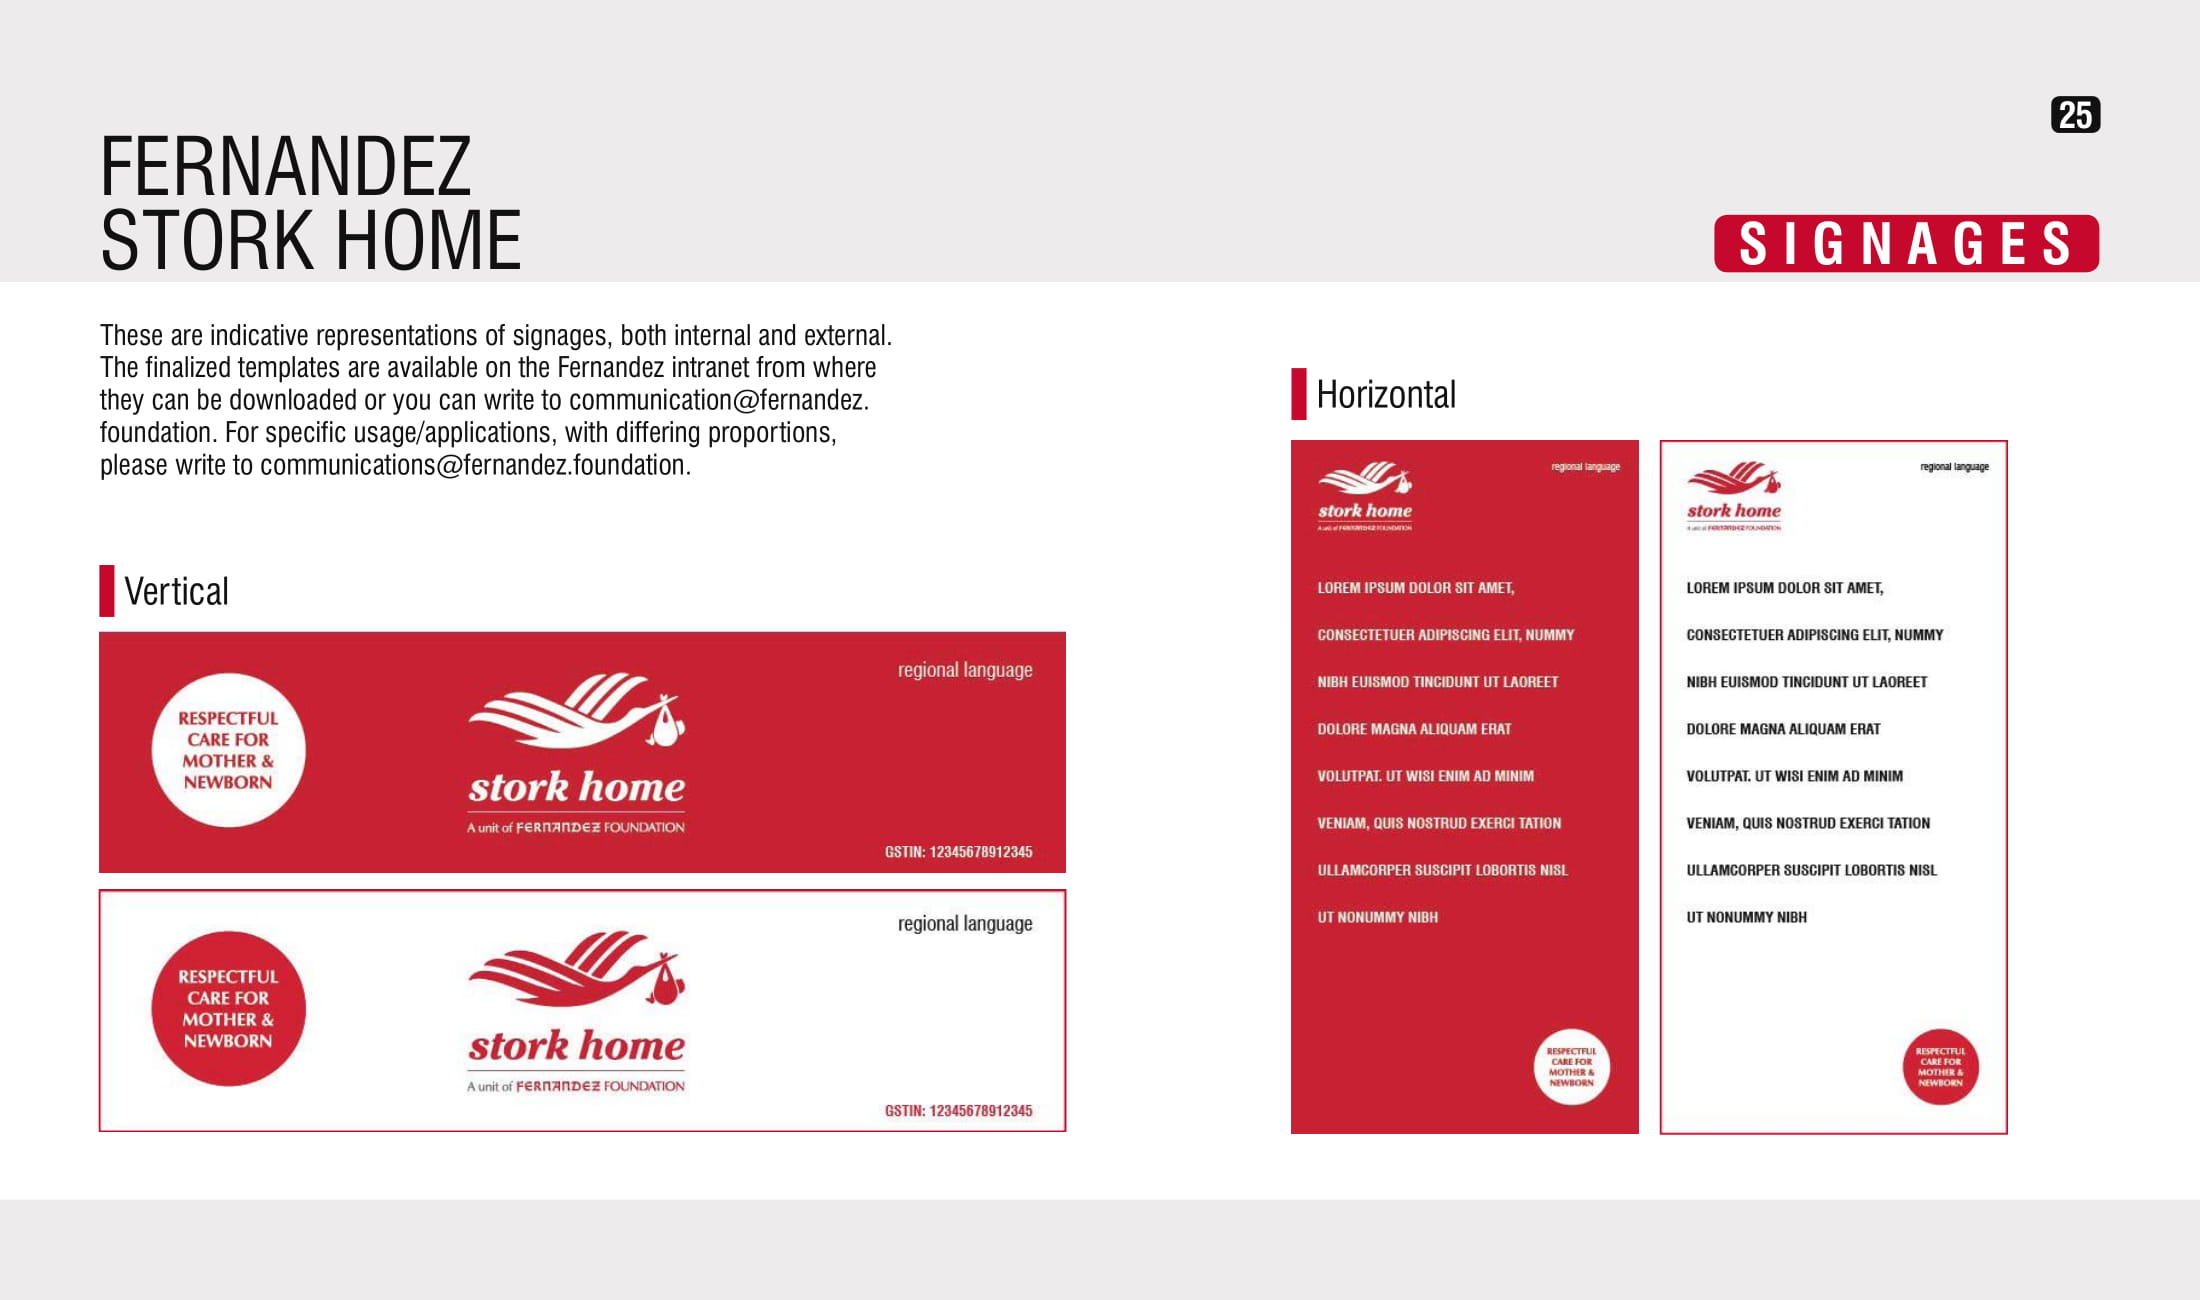 25
FERNANDEZ
STORK HOME
SIGNAGES
These are indicative representations of signages, both internal and external.
The finalized templates are available on the Fernandez intranet from where
they can be downloaded or you can write to communication@fernandez.
foundation. For specific usage/applications, with differing proportions,
please write to communications@fernandez.foundation.
Vertical
regional language
RESPECTFUL
CARE FOR
MOTHER &
NEWBORN
stork home
A unit of FERNANDEZ FOUNDATION
GSTIN: 12345678912345
regional language
RESPECTFUL
CARE FOR
MOTHER &
NEWBORN
stork home
A unit of FERNANDEZ FOUNDATION
GSTIN: 12345678912345
Horizontal
regional language
stork home
A unit of FERNANDEZ FOUNDATION
LOREM IPSUM DOLOR SIT AMET,
CONSECTETUER ADIPISCING ELIT, NUMMY
NIBH EUISMOD TINCIDUNT UT LAOREET
DOLORE MAGNA ALIQUAM ERAT
VOLUTPAT. UT WISI ENIM AD MINIM
VENIAM, QUIS NOSTRUD EXERCI TATION
ULLAMCORPER SUSCIPIT LOBORTIS NISL
UT NONUMMY NIBH
RESPECTFUL
CARE FOR
MOTHER &
NEWBORN
regional language
stork home
A unit of FERNANDEZ FOUNDATION
LOREM IPSUM DOLOR SIT AMET,
CONSECTETUER ADIPISCING ELIT, NUMMY
NIBH EUISMOD TINCIDUNT UT LAOREET
DOLORE MAGNA ALIQUAM ERAT
VOLUTPAT. UT WISI ENIM AD MINIM
VENIAM, QUIS NOSTRUD EXERCI TATION
ULLAMCORPER SUSCIPIT LOBORTIS NISL
UT NONUMMY NIBH
RESPECTFUL
CARE FOR
MOTHER &
NEWBORN